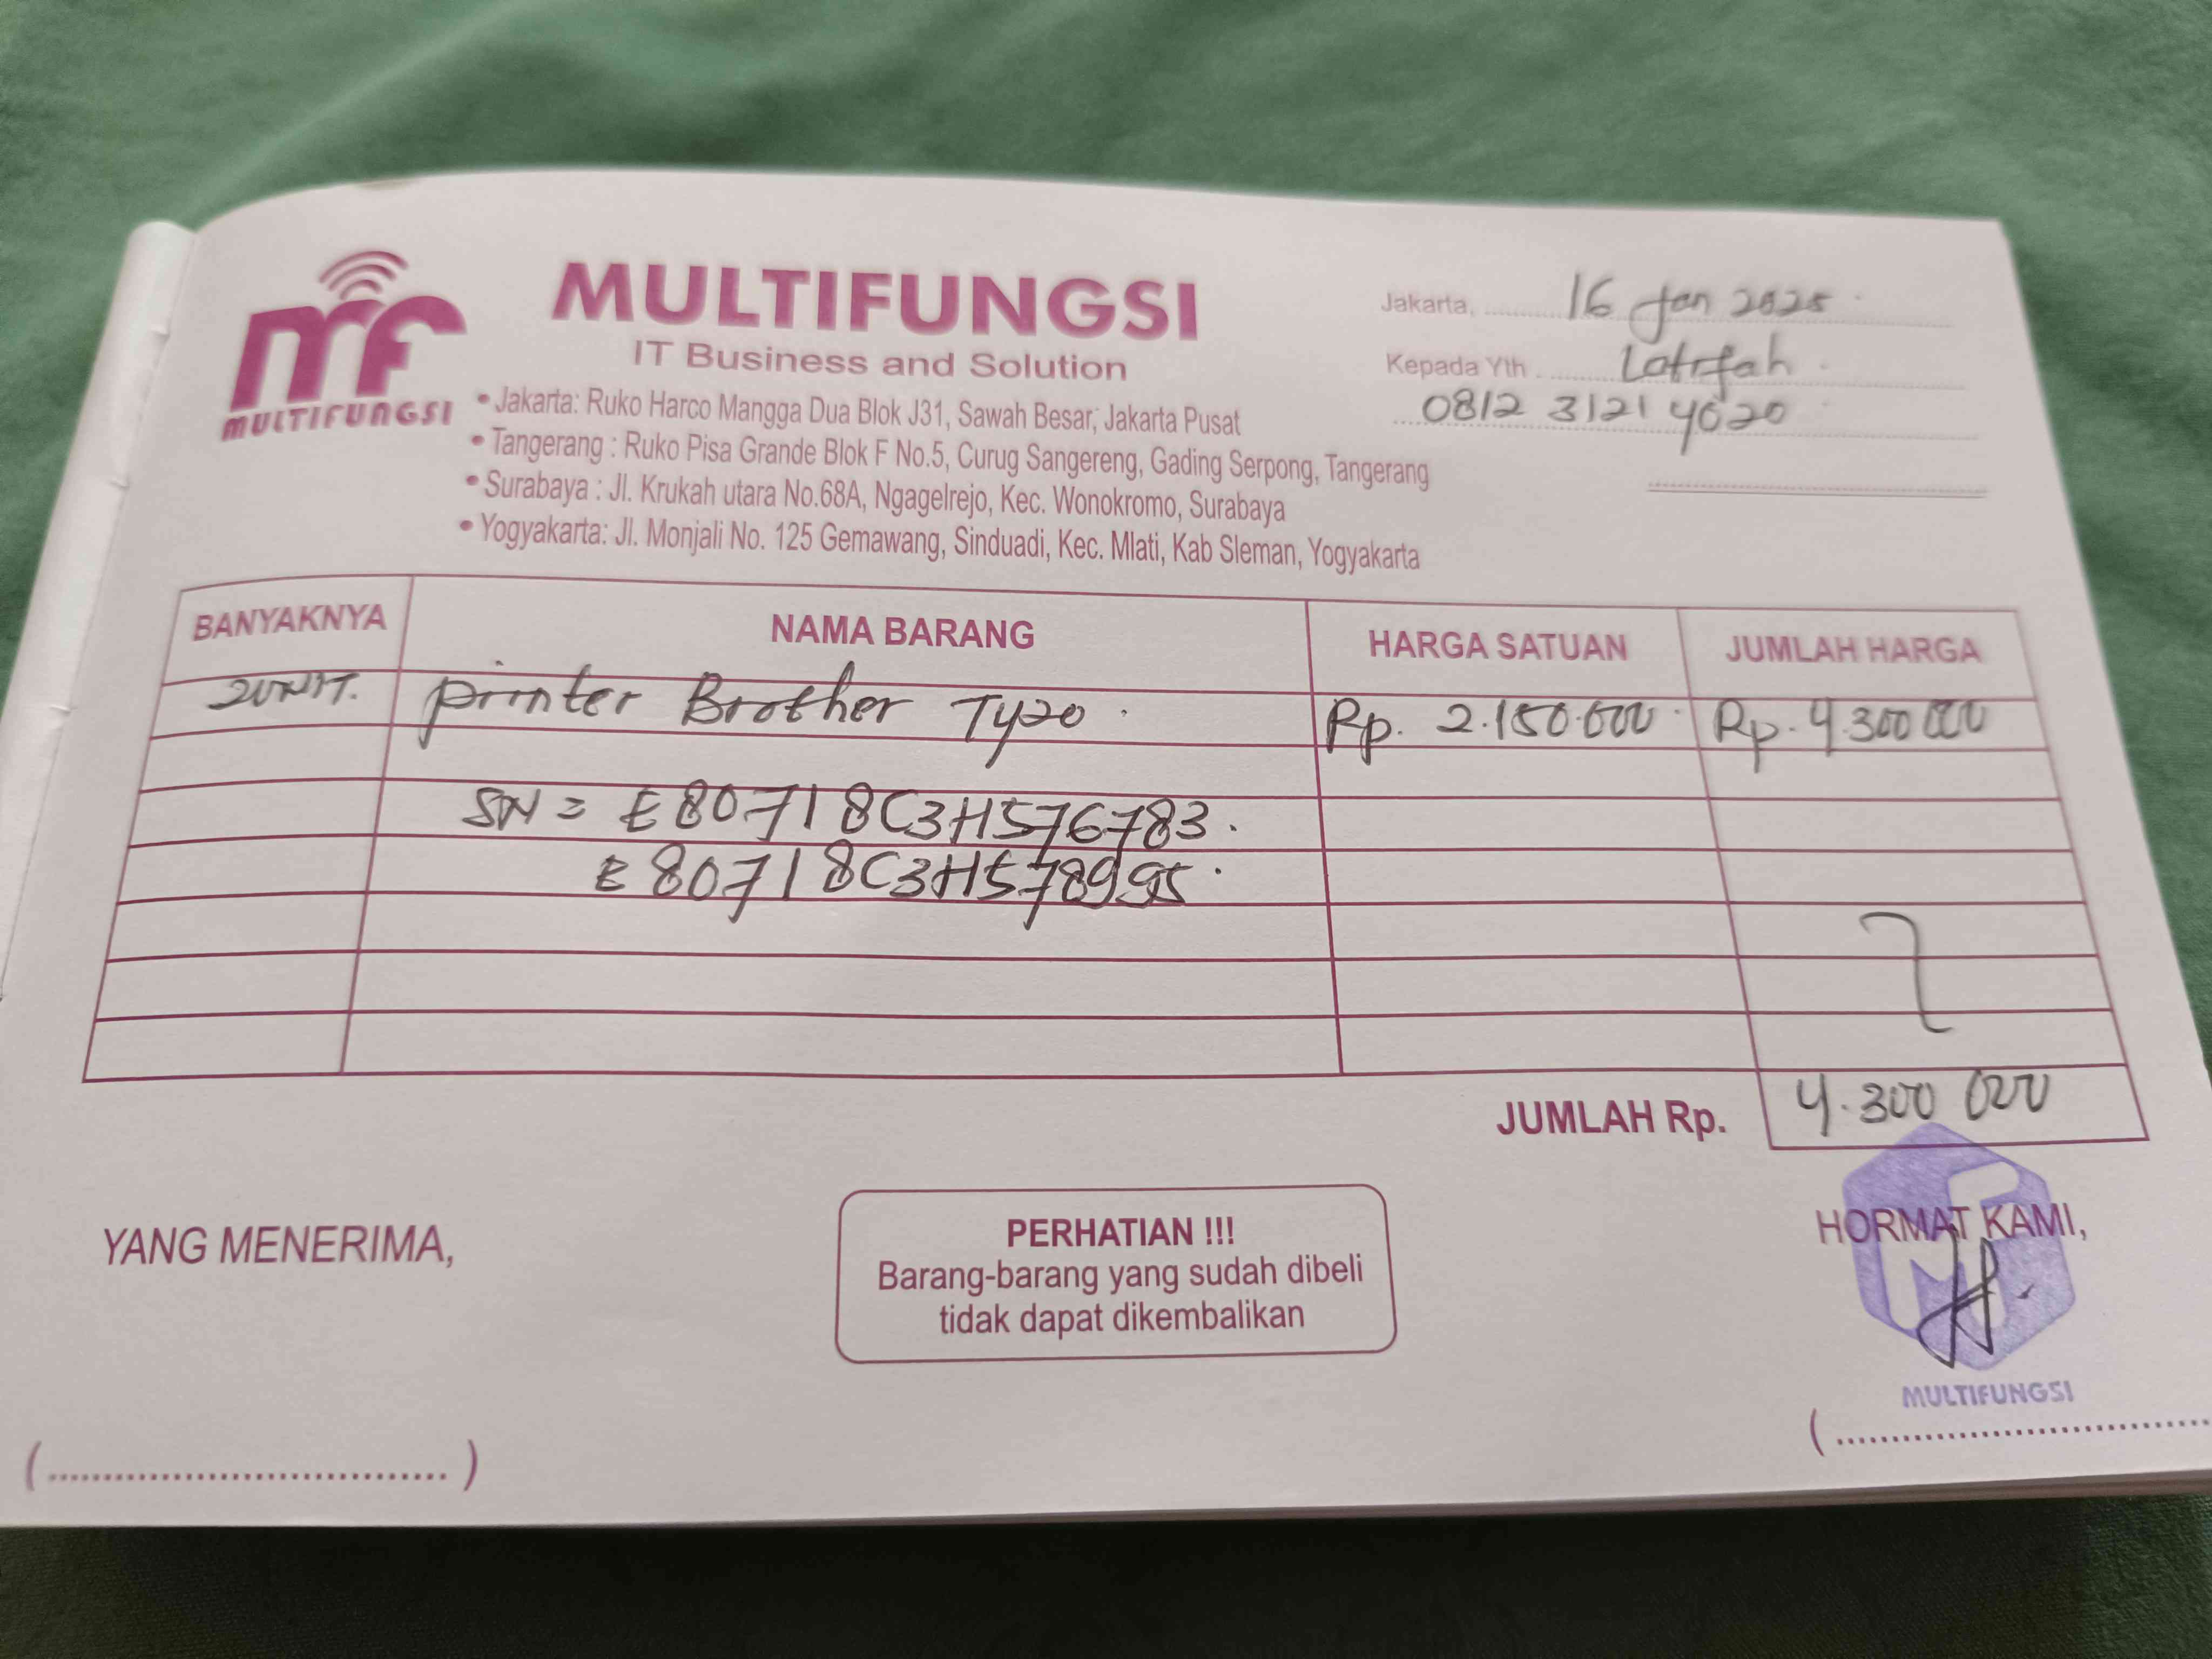 MULTIFUNGSI
MULTIFUNGSI
IT Business and Solution
• Jakarta: Ruko Harco Mangga Dua Blok J31, Sawah Besar, Jakarta Pusat
• Tangerang : Ruko Pisa Grande Blok F No.5, Curug Sangereng, Gading Serpong, Tangerang
• Surabaya : Jl. Krukah utara No.68A, Ngagelrejo, Kec. Wonokromo, Surabaya
• Yogyakarta: Jl. Monjali No. 125 Gemawang, Sinduadi, Kec. Mlati, Kab Sleman, Yogyakarta
Jakarta, 16 Jan 2025
Kepada Yth Latifah
0812 3121 4020
BANYAKNYA NAMA BARANG HARGA SATUAN JUMLAH HARGA
2 UNIT. printer Brother T420 Rp. 2.150.000 Rp. 4.300 000
SN = E80718C3H576783.
E80718C3H578995.
JUMLAH Rp. 4.300 000
YANG MENERIMA,
PERHATIAN !!!
Barang-barang yang sudah dibeli
tidak dapat dikembalikan
HORMAT KAMI,
MULTIFUNGSI